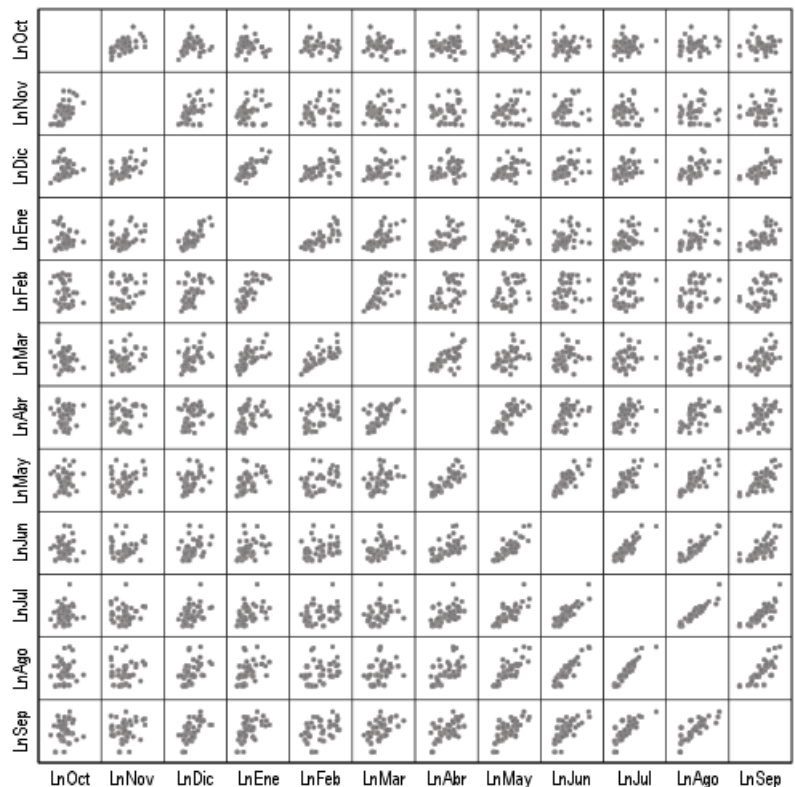 LnOct
LnNov
LnDic
LnEne
LnFeb
LnMar
LnAbr
LnMay
LnJun
LnJul
LnAgo
LnSep
LnOct LnNov LnDic LnEne LnFeb LnMar LnAbr LnMay LnJun LnJul LnAgo LnSep